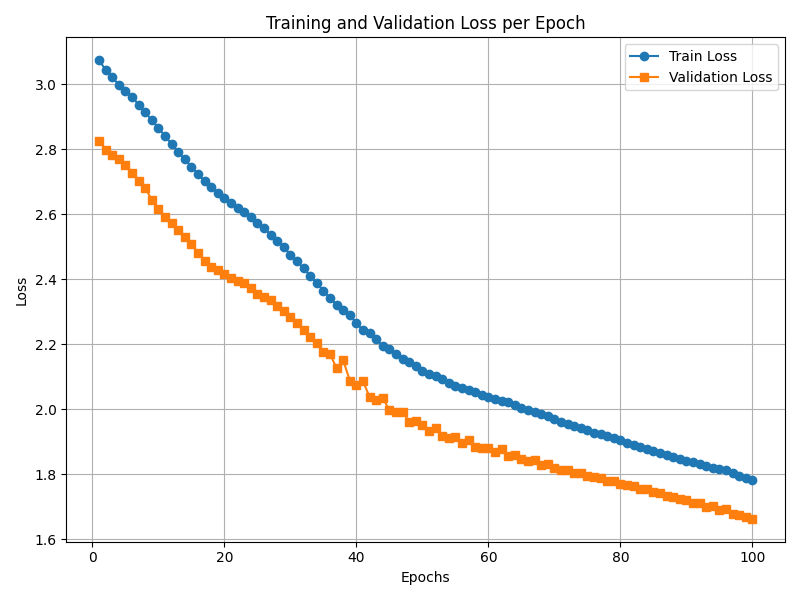 Training and Validation Loss per Epoch
Train Loss
Validation Loss
3.0
2.8
2.6
2.4
2.2
2.0
1.8
1.6
Loss
0 20 40 60 80 100
Epochs